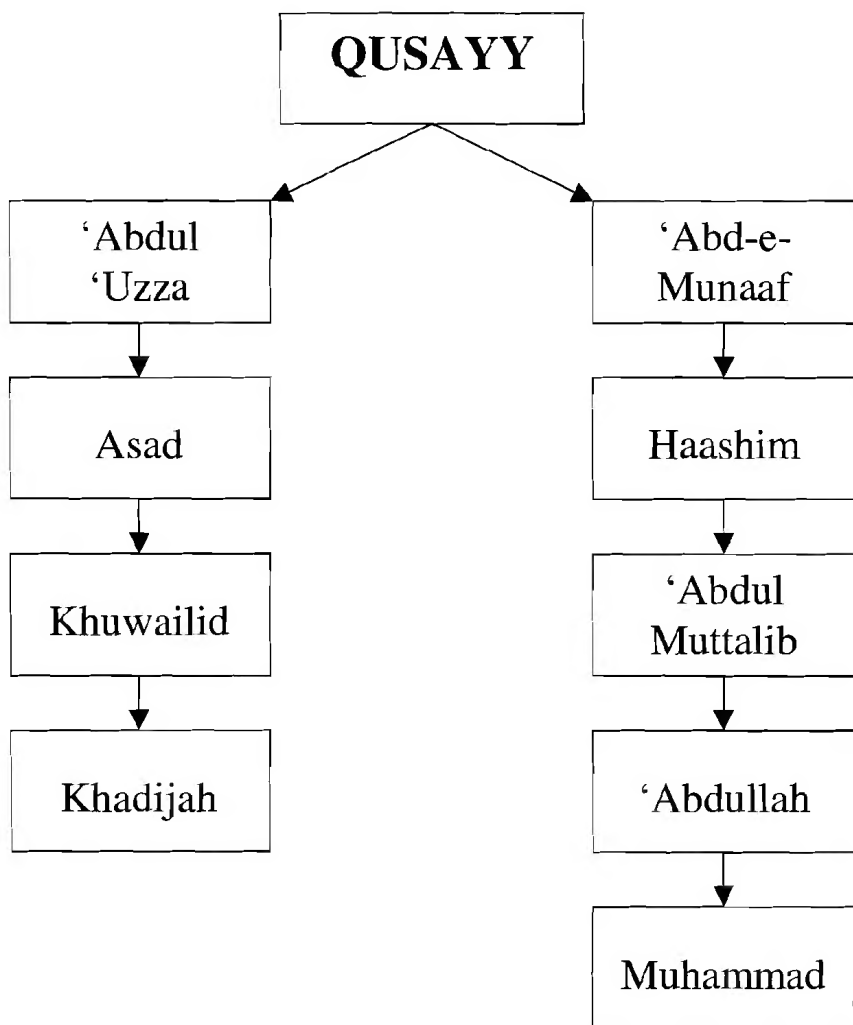 QUSAYY
‘Abdul
‘Uzza
‘Abd-e-
Munaaf
Asad
Haashim
Khuwailid
‘Abdul
Muttalib
Khadijah
‘Abdullah
Muhammad